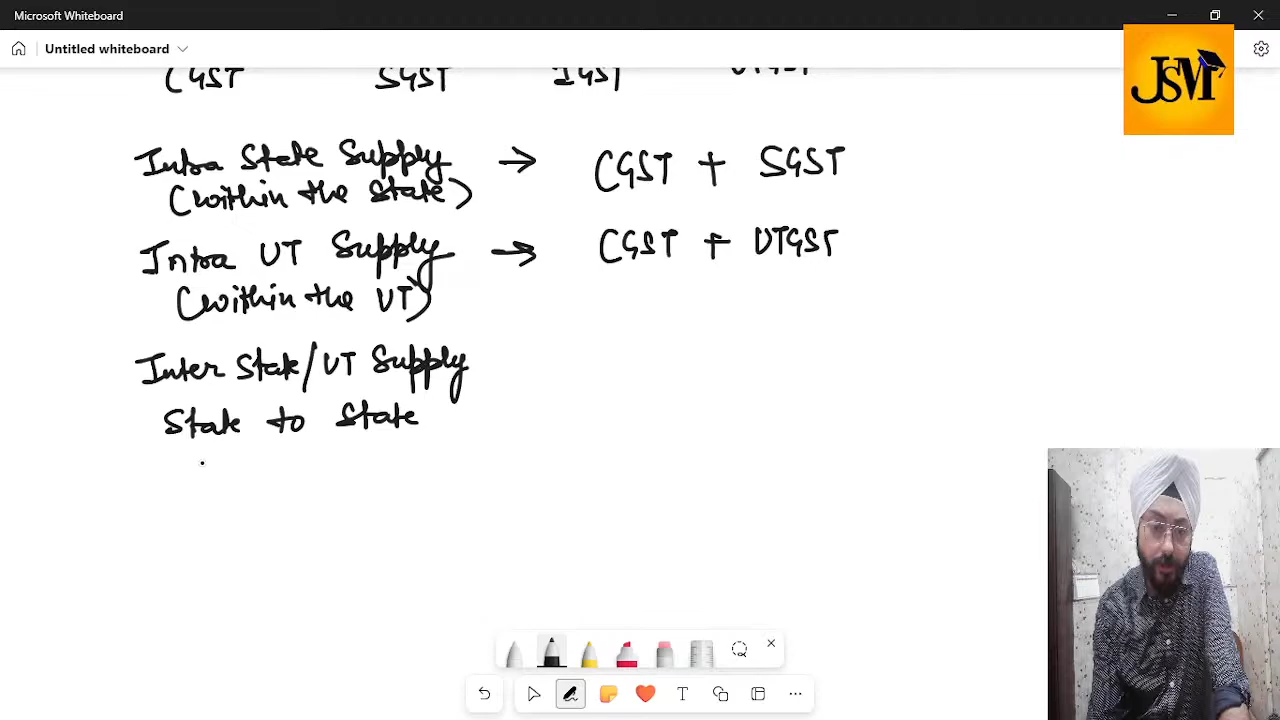 Microsoft Whiteboard
Untitled whiteboard
CGST SGST IGST UTGST
JSM
Intra State Supply → CGST + SGST
(within the State)
Intra UT Supply → CGST + UTGST
(within the UT)
Inter State/UT Supply
State to State